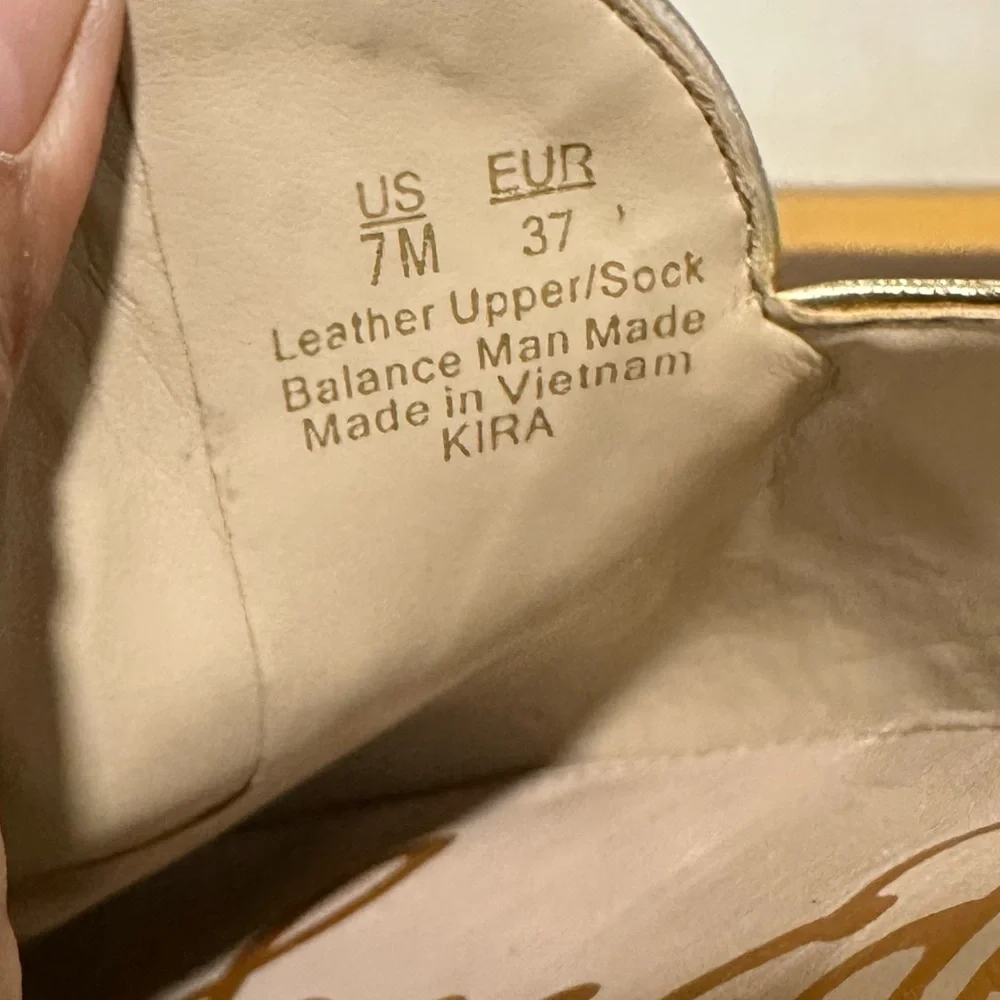 US EUR
7M 37
Leather Upper/Sock
Balance Man Made
Made in Vietnam
KIRA